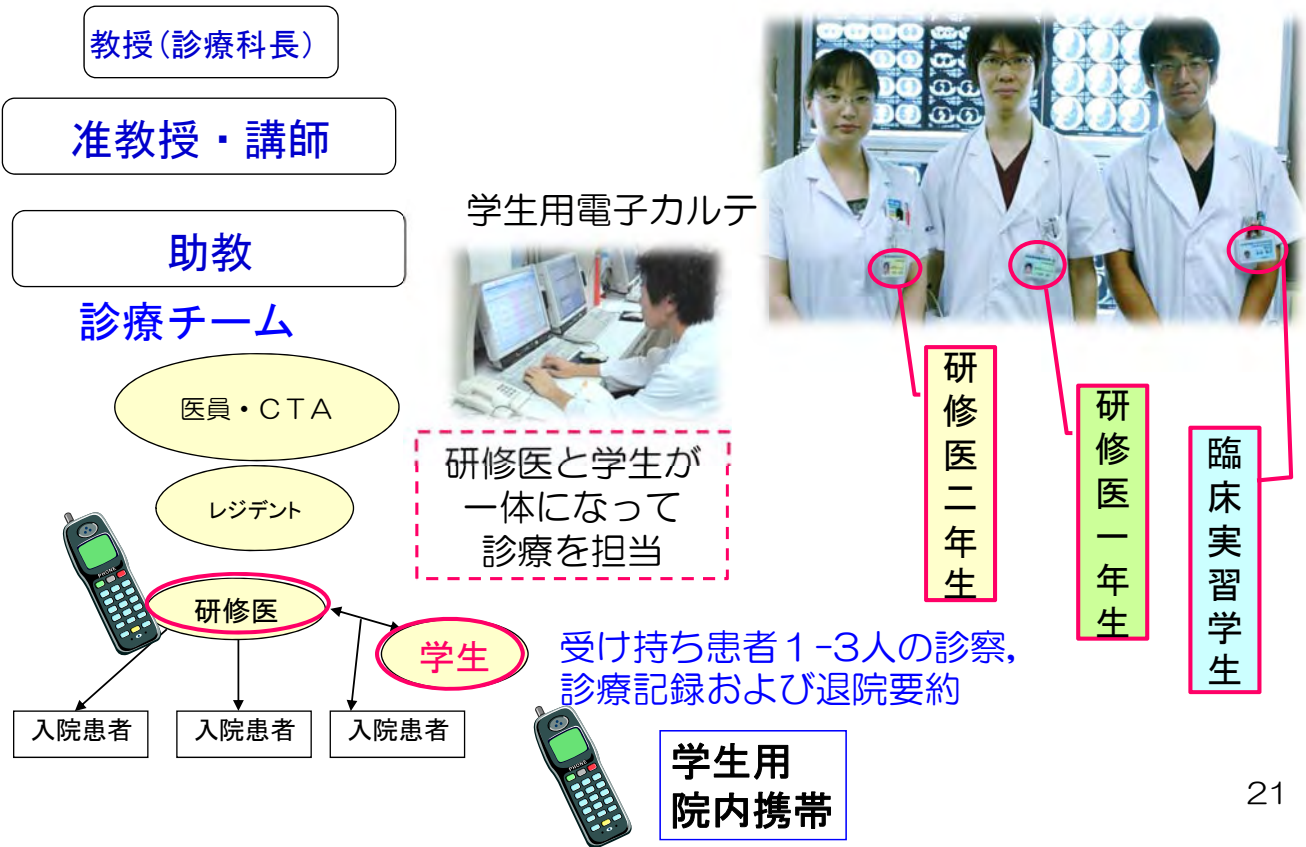 教授(診療科長)
准教授・講師
助教
診療チーム
医員・CTA
レジデント
研修医
学生
入院患者
入院患者
入院患者
学生用電子カルテ
研修医と学生が
一体になって
診療を担当
受け持ち患者1-3人の診察,
診療記録および退院要約
学生用
院内携帯
研修医二年生
研修医一年生
臨床実習学生
PHONE
PHONE
21